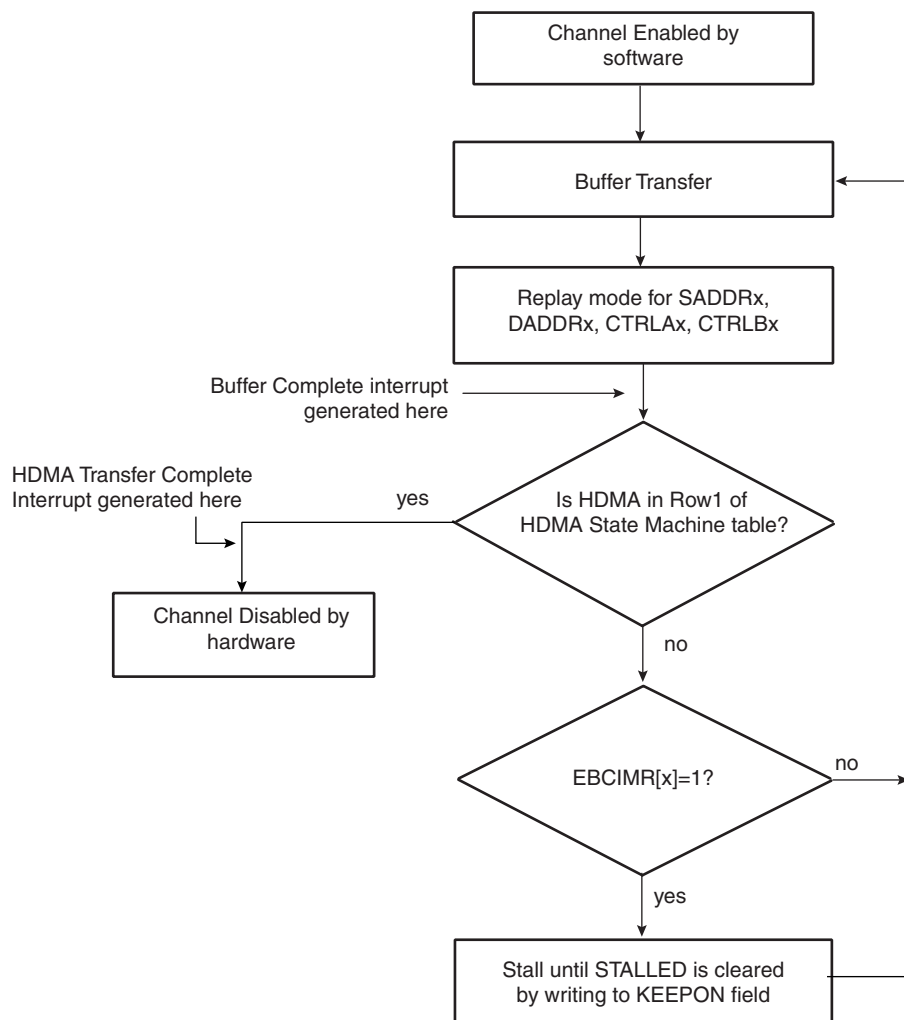 Channel Enabled by
software
Buffer Transfer
Replay mode for SADDRx,
DADDRx, CTRLAx, CTRLBx
Buffer Complete interrupt
generated here
HDMA Transfer Complete
Interrupt generated here
yes
Is HDMA in Row1 of
HDMA State Machine table?
Channel Disabled by
hardware
no
EBCIMR[x]=1?
no
yes
Stall until STALLED is cleared
by writing to KEEPON field